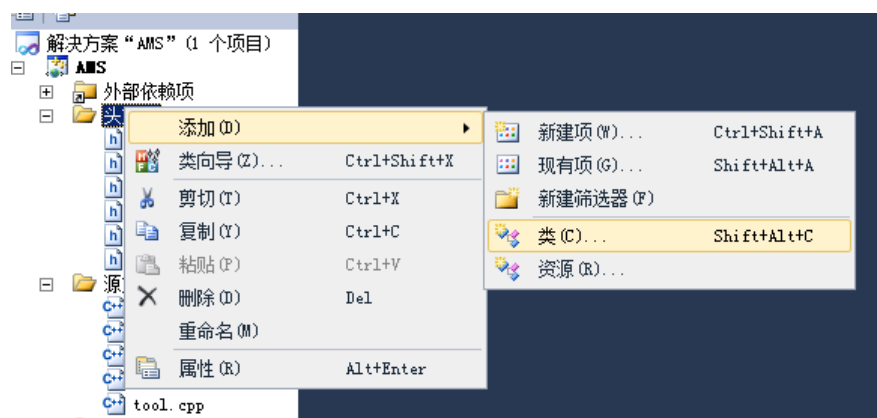 解决方案“AMS”(1 个项目)
AMS
外部依赖项
头
添加(D)
类向导(Z)... Ctrl+Shift+X
剪切(T) Ctrl+X
复制(Y) Ctrl+C
粘贴(P) Ctrl+V
删除(D) Del
重命名(M)
属性(R) Alt+Enter
新建项(W)... Ctrl+Shift+A
现有项(G)... Shift+Alt+A
新建筛选器(F)
类(C)... Shift+Alt+C
资源(R)...
源
tool.cpp